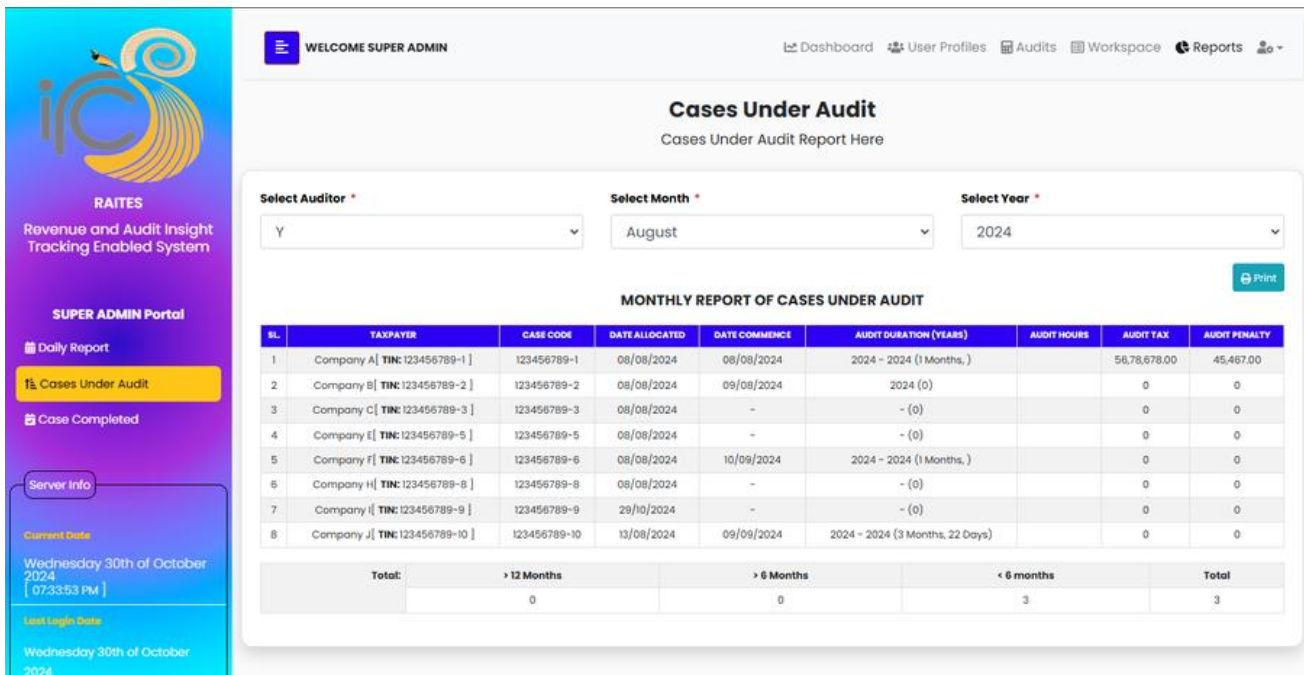 irc
RAITES
Revenue and Audit Insight
Tracking Enabled System
SUPER ADMIN Portal
Daily Report
Cases Under Audit
Case Completed
Server Info
Current Date
Wednesday 30th of October
2024
[ 07:33:53 PM ]
Last Login Date
Wednesday 30th of October
2024
WELCOME SUPER ADMIN
Dashboard User Profiles Audits Workspace Reports
Cases Under Audit
Cases Under Audit Report Here
Select Auditor * Select Month * Select Year *
Y August 2024
Print
MONTHLY REPORT OF CASES UNDER AUDIT
SL. TAXPAYER CASE CODE DATE ALLOCATED DATE COMMENCE AUDIT DURATION (YEARS) AUDIT HOURS AUDIT TAX AUDIT PENALTY
1 Company A[ TIN: 123456789-1 ] 123456789-1 08/08/2024 08/08/2024 2024 - 2024 (1 Months, ) 56,78,678.00 45,467.00
2 Company B[ TIN: 123456789-2 ] 123456789-2 08/08/2024 09/08/2024 2024 (0) 0 0
3 Company C[ TIN: 123456789-3 ] 123456789-3 08/08/2024 - - (0) 0 0
4 Company E[ TIN: 123456789-5 ] 123456789-5 08/08/2024 - - (0) 0 0
5 Company F[ TIN: 123456789-6 ] 123456789-6 08/08/2024 10/09/2024 2024 - 2024 (1 Months, ) 0 0
6 Company H[ TIN: 123456789-8 ] 123456789-8 08/08/2024 - - (0) 0 0
7 Company I[ TIN: 123456789-9 ] 123456789-9 29/10/2024 - - (0) 0 0
8 Company J[ TIN: 123456789-10 ] 123456789-10 13/08/2024 09/09/2024 2024 - 2024 (3 Months, 22 Days) 0 0
Total: > 12 Months > 6 Months < 6 months Total
0 0 3 3